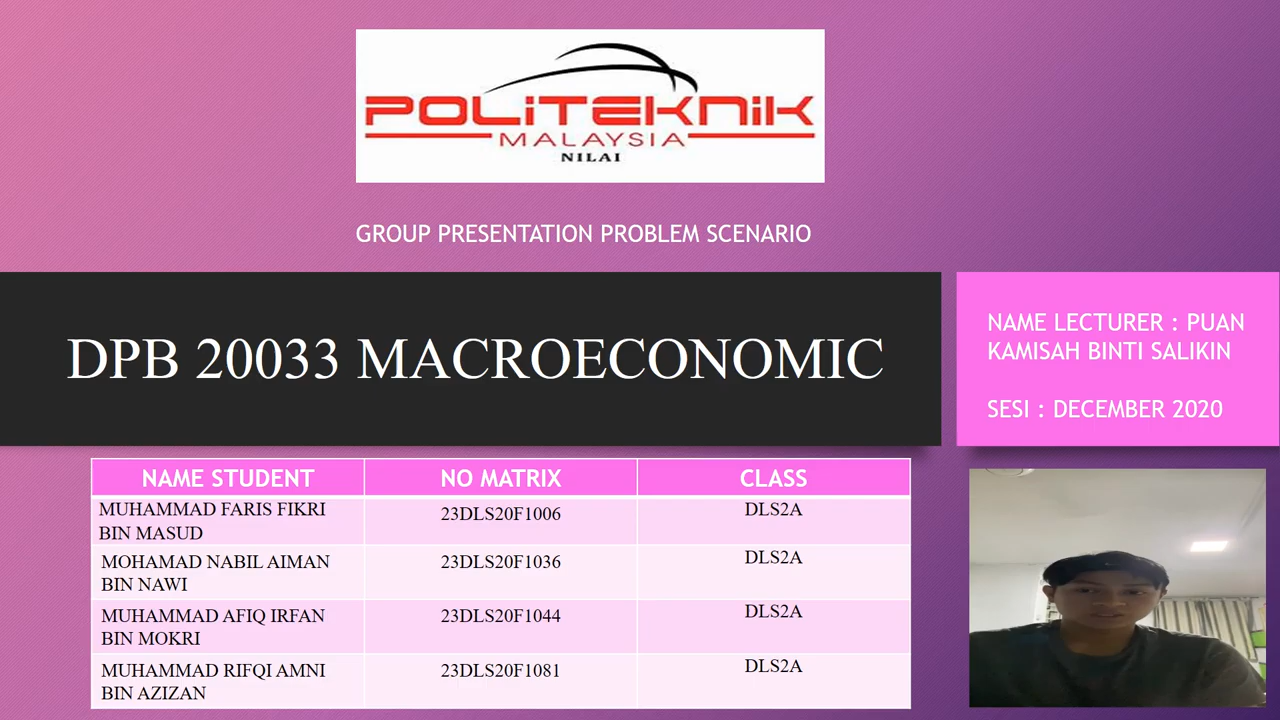 POLITEKNIK
MALAYSIA
NILAI
GROUP PRESENTATION PROBLEM SCENARIO
DPB 20033 MACROECONOMIC
NAME LECTURER : PUAN
KAMISAH BINTI SALIKIN
SESI : DECEMBER 2020
NAME STUDENT NO MATRIX CLASS
MUHAMMAD FARIS FIKRI
BIN MASUD
23DLS20F1006
DLS2A
MOHAMAD NABIL AIMAN
BIN NAWI
23DLS20F1036
DLS2A
MUHAMMAD AFIQ IRFAN
BIN MOKRI
23DLS20F1044
DLS2A
MUHAMMAD RIFQI AMNI
BIN AZIZAN
23DLS20F1081
DLS2A